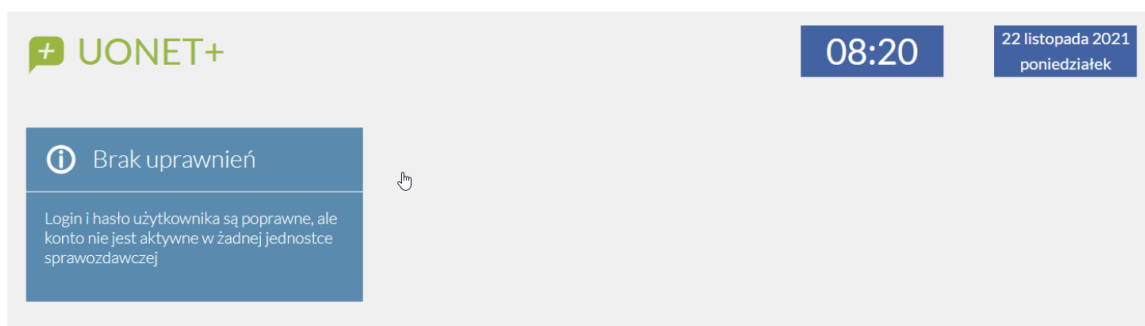 UONET+
08:20
22 listopada 2021
poniedziałek
Brak uprawnień
Login i hasło użytkownika są poprawne, ale
konto nie jest aktywne w żadnej jednostce
sprawozdawczej